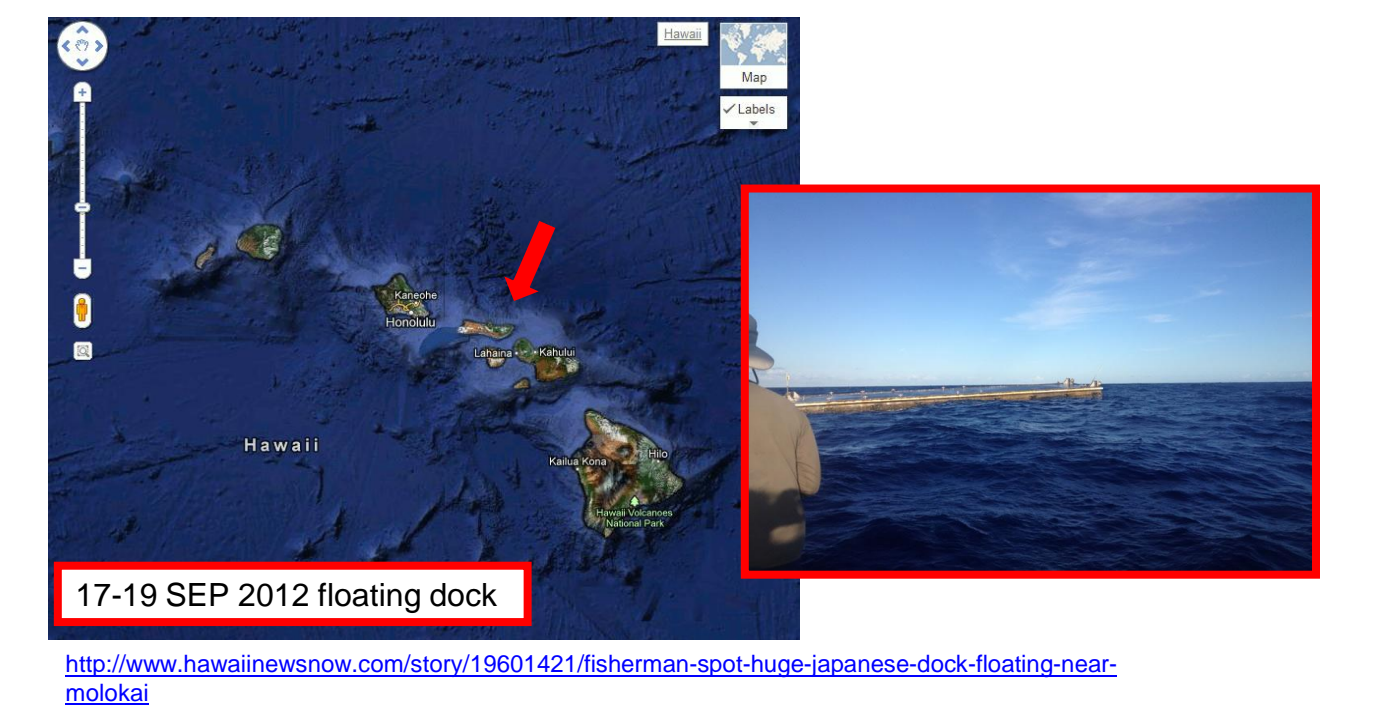 Hawaii
Map
Labels
Kaneohe
Honolulu
Lahaina
Kahului
Hawaii
Kailua Kona
Hilo
Hawaii Volcanoes
National Park
17-19 SEP 2012 floating dock
http://www.hawaiinewsnow.com/story/19601421/fisherman-spot-huge-japanese-dock-floating-near-
molokai